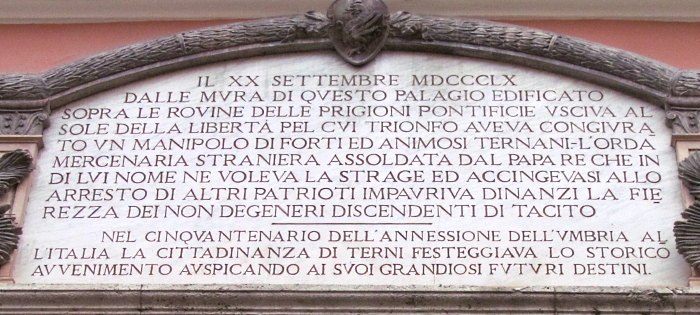 IL XX SETTEMBRE MDCCCLX
DALLE MVRA DI QVESTO PALAGIO EDIFICATO
SOPRA LE ROVINE DELLE PRIGIONI PONTIFICIE VSCIVA AL
SOLE DELLA LIBERTÀ PEL CVI TRIONFO AVEVA CONGIVRA
TO VN MANIPOLO DI FORTI ED ANIMOSI TERNANI:-L'ORDA
MERCENARIA STRANIERA ASSOLDATA DAL PAPA RE CHE IN
DI LVI NOME NE VOLEVA LA STRAGE ED ACCINGEVASI ALLO
ARRESTO DI ALTRI PATRIOTI IMPAVRIVA DINANZI LA FIE
REZZA DEI NON DEGENERI DISCENDENTI DI TACITO
NEL CINQVANTENARIO DELL'ANNESSIONE DELL'VMBRIA AL
L'ITALIA LA CITTADINANZA DI TERNI FESTEGGIAVA LO STORICO
AVVENIMENTO AVSPICANDO AI SVOI GRANDIOSI FVTVRI DESTINI.